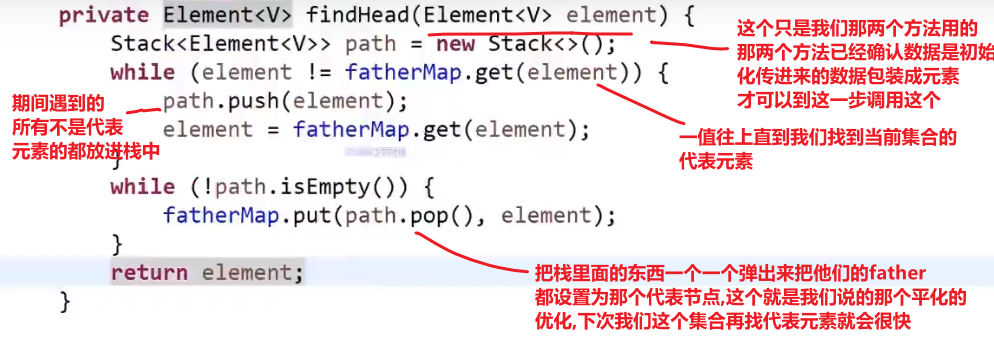 private Element<V> findHead(Element<V> element) {
Stack<Element<V>> path = new Stack<>();
while (element != fatherMap.get(element)) {
path.push(element);
element = fatherMap.get(element);
}
while (!path.isEmpty()) {
fatherMap.put(path.pop(), element);
}
return element;
}
这个只是我们那两个方法用的
那两个方法已经确认数据是初始
化传进来的数据包装成元素
才可以到这一步调用这个
期间遇到的
所有不是代表
元素的都放进栈中
一值往上直到我们找到当前集合的
代表元素
把栈里面的东西一个一个弹出来把他们的father
都设置为那个代表节点,这个就是我们说的那个平化的
优化,下次我们这个集合再找代表元素就会很快